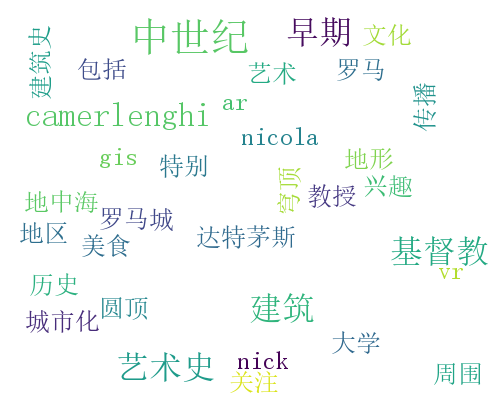 中世纪
早期
文化
建筑史
包括
艺术
罗马
传播
camerlenghi
ar
nicola
gis
特别
地形
穹顶
教授
兴趣
地中海
罗马城
地区
美食
达特茅斯
基督教
vr
历史
圆顶
建筑
城市化
大学
艺术史
nick
关注
周围